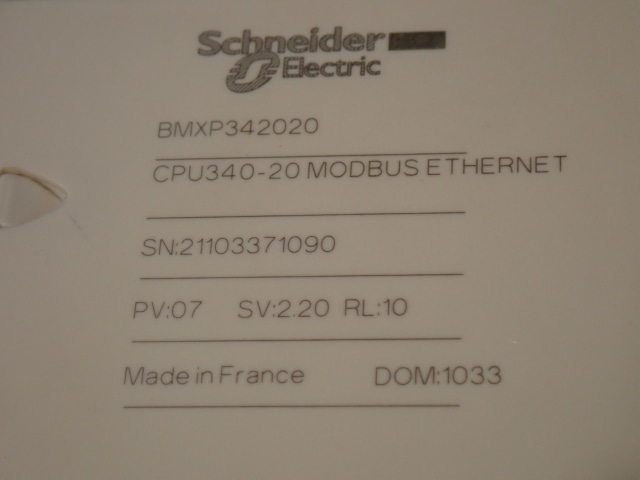 Schneider
Electric
BMXP342020
CPU340-20 MODBUS ETHERNET
SN:21103371090
PV:07 SV:2.20 RL:10
Made in France DOM:1033